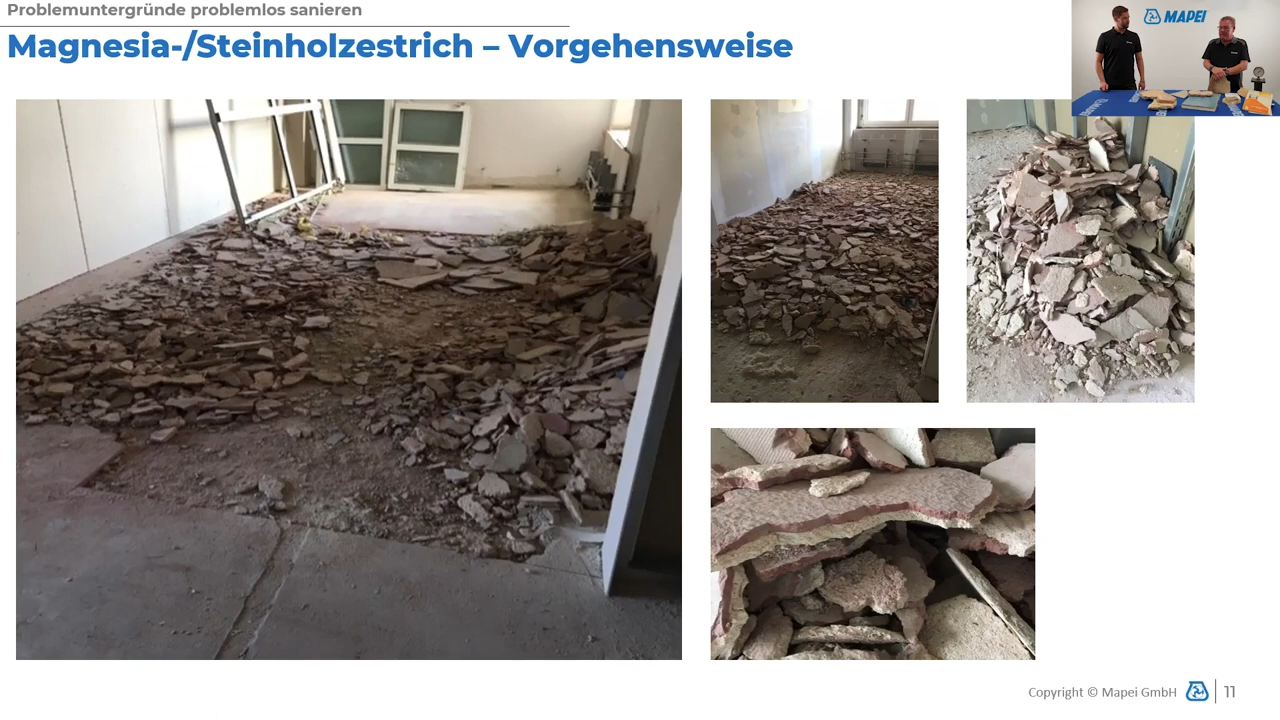 Problemuntergründe problemlos sanieren
Magnesia-/Steinholzestrich – Vorgehensweise
MAPEI
Copyright © Mapei GmbH
11